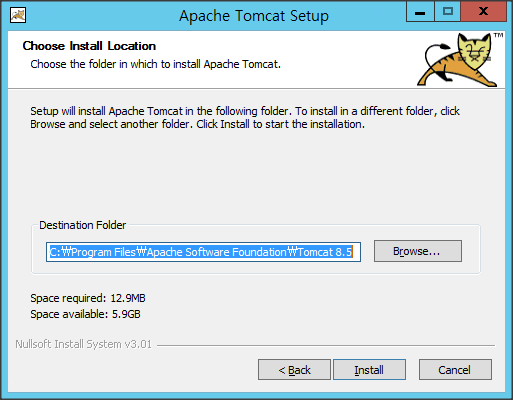 Apache Tomcat Setup
Choose Install Location
Choose the folder in which to install Apache Tomcat.
TM
Setup will install Apache Tomcat in the following folder. To install in a different folder, click
Browse and select another folder. Click Install to start the installation.
Destination Folder
C:₩Program Files₩Apache Software Foundation₩Tomcat 8.5
Browse...
Space required: 12.9MB
Space available: 5.9GB
Nullsoft Install System v3.01
< Back
Install
Cancel